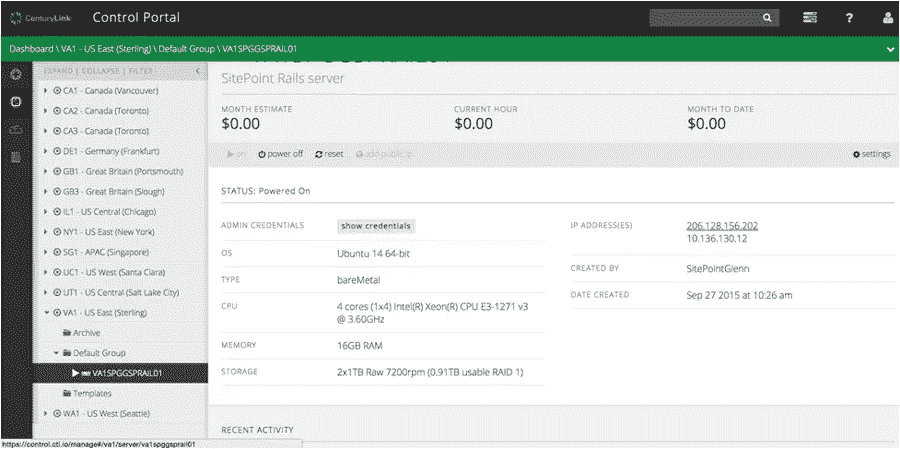 CenturyLink Control Portal
Dashboard \ VA1 - US East (Sterling) \ Default Group \ VA1SPGGSPRAIL01
EXPAND | COLLAPSE | FILTER
CA1 - Canada (Vancouver)
CA2 - Canada (Toronto)
CA3 - Canada (Toronto)
DE1 - Germany (Frankfurt)
GB1 - Great Britain (Portsmouth)
GB3 - Great Britain (Slough)
IL1 - US Central (Chicago)
NY1 - US East (New York)
SG1 - APAC (Singapore)
UC1 - US West (Santa Clara)
UT1 - US Central (Salt Lake City)
VA1 - US East (Sterling)
Archive
Default Group
VA1SPGGSPRAIL01
Templates
WA1 - US West (Seattle)
https://control.ctl.io/manage#/va1/server/va1spggsprail01
SitePoint Rails server
MONTH ESTIMATE
$0.00
CURRENT HOUR
$0.00
MONTH TO DATE
$0.00
on power off reset add public ip settings
STATUS: Powered On
ADMIN CREDENTIALS show credentials
OS Ubuntu 14 64-bit
TYPE bareMetal
CPU 4 cores (1x4) Intel(R) Xeon(R) CPU E3-1271 v3
@ 3.60GHz
MEMORY 16GB RAM
STORAGE 2x1TB Raw 7200rpm (0.91TB usable RAID 1)
IP ADDRESS(ES) 206.128.156.202
10.136.130.12
CREATED BY SitePointGlenn
DATE CREATED Sep 27 2015 at 10:26 am
RECENT ACTIVITY